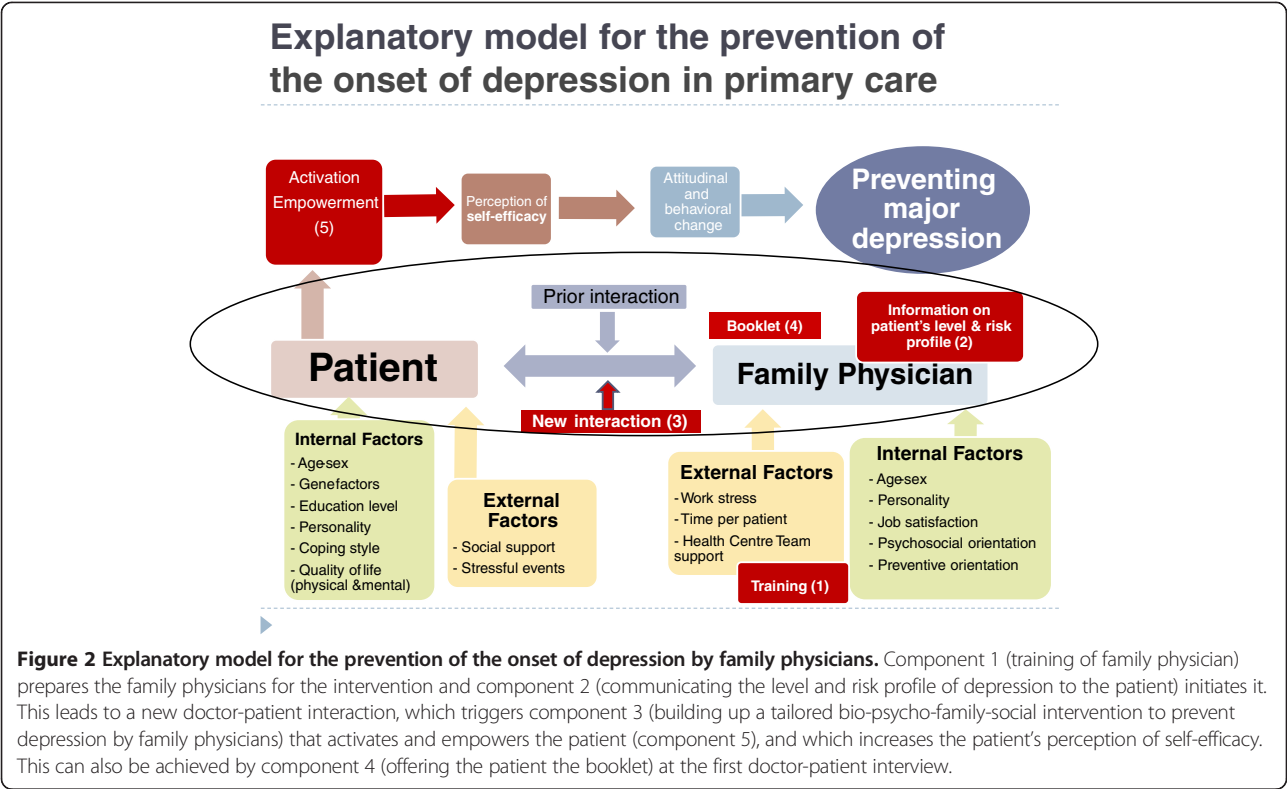 Explanatory model for the prevention of
the onset of depression in primary care
Activation
Empowerment
(5)
Perception of
self-efficacy
Attitudinal
and
behavioral
change
Preventing
major
depression
Prior interaction
Booklet (4)
Information on
patient's level & risk
profile (2)
Patient
Family Physician
New interaction (3)
Internal Factors
- Age-sex
- Genefactors
- Education level
- Personality
- Coping style
- Quality of life
(physical &mental)
External
Factors
- Social support
- Stressful events
External Factors
-Work stress
-Time per patient
- Health Centre Team
support
Training (1)
Internal Factors
- Age-sex
- Personality
- Job satisfaction
- Psychosocial orientation
- Preventive orientation
Figure 2 Explanatory model for the prevention of the onset of depression by family physicians. Component 1 (training of family physician)
prepares the family physicians for the intervention and component 2 (communicating the level and risk profile of depression to the patient) initiates it.
This leads to a new doctor-patient interaction, which triggers component 3 (building up a tailored bio-psycho-family-social intervention to prevent
depression by family physicians) that activates and empowers the patient (component 5), and which increases the patient's perception of self-efficacy.
This can also be achieved by component 4 (offering the patient the booklet) at the first doctor-patient interview.